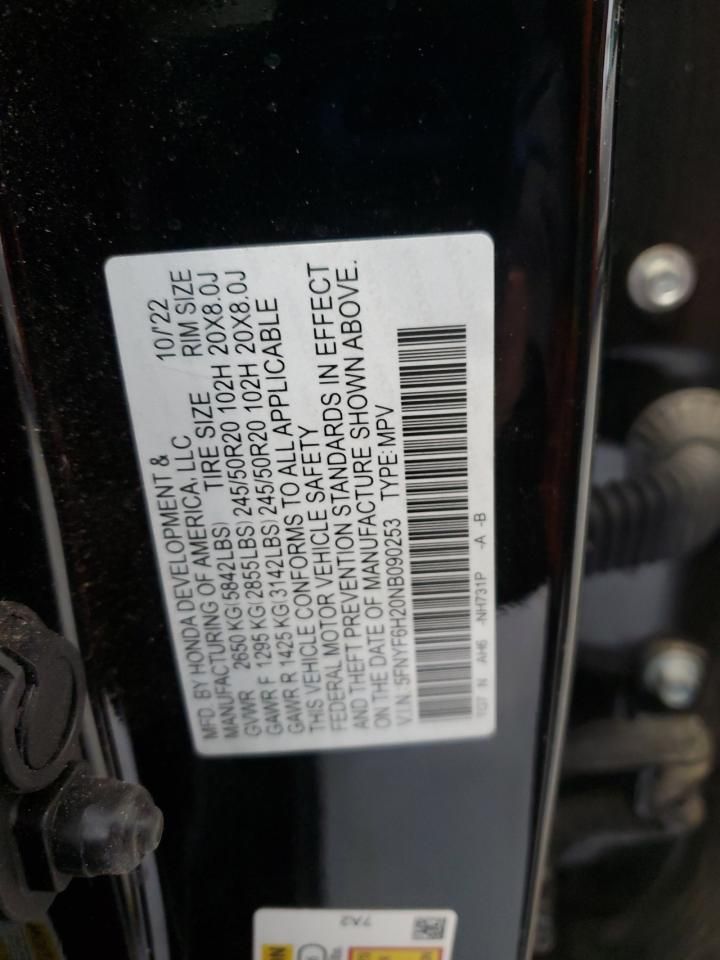 MFD. BY HONDA DEVELOPMENT & 10/'22
MANUFACTURING OF AMERICA, LLC
TIRE SIZE RIM SIZE
GVWR 2650 KG(5842LBS)
GAWR F 1295 KG(2855LBS) 245/50R20 102H 20X8.0J
GAWR R 1425 KG(3142LBS) 245/50R20 102H 20X8.0J
THIS VEHICLE CONFORMS TO ALL APPLICABLE
FEDERAL MOTOR VEHICLE SAFETY
AND THEFT PREVENTION STANDARDS IN EFFECT
ON THE DATE OF MANUFACTURE SHOWN ABOVE.
V.I.N: 5FNYF6H20NB090253 TYPE: MPV
TG7 N AH6 -NH731P -A -B
7A2